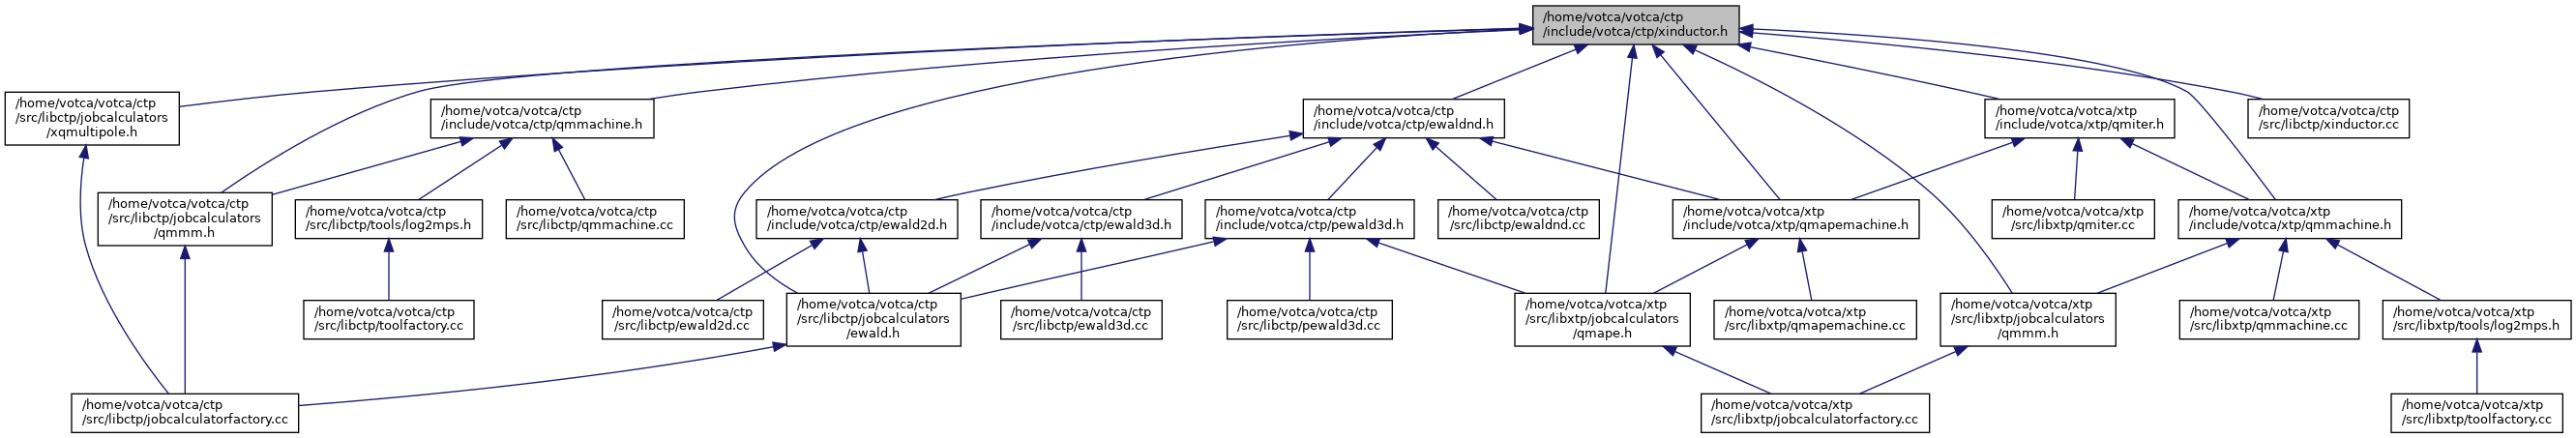 /home/votca/votca/ctp
/include/votca/ctp/xinductor.h
/home/votca/votca/ctp
/src/libctp/jobcalculators
/xqmultipole.h
/home/votca/votca/ctp
/include/votca/ctp/qmmachine.h
/home/votca/votca/ctp
/include/votca/ctp/ewaldnd.h
/home/votca/votca/xtp
/include/votca/xtp/qmiter.h
/home/votca/votca/ctp
/src/libctp/xinductor.cc
/home/votca/votca/ctp
/src/libctp/jobcalculators
/qmmm.h
/home/votca/votca/ctp
/src/libctp/tools/log2mps.h
/home/votca/votca/ctp
/src/libctp/qmmachine.cc
/home/votca/votca/ctp
/include/votca/ctp/ewald2d.h
/home/votca/votca/ctp
/include/votca/ctp/ewald3d.h
/home/votca/votca/ctp
/include/votca/ctp/pewald3d.h
/home/votca/votca/ctp
/src/libctp/ewaldnd.cc
/home/votca/votca/xtp
/include/votca/xtp/qmapemachine.h
/home/votca/votca/xtp
/src/libxtp/qmiter.cc
/home/votca/votca/xtp
/include/votca/xtp/qmmachine.h
/home/votca/votca/ctp
/src/libctp/toolfactory.cc
/home/votca/votca/ctp
/src/libctp/ewald2d.cc
/home/votca/votca/ctp
/src/libctp/jobcalculators
/ewald.h
/home/votca/votca/ctp
/src/libctp/ewald3d.cc
/home/votca/votca/ctp
/src/libctp/pewald3d.cc
/home/votca/votca/xtp
/src/libxtp/jobcalculators
/qmape.h
/home/votca/votca/xtp
/src/libxtp/qmapemachine.cc
/home/votca/votca/xtp
/src/libxtp/jobcalculators
/qmmm.h
/home/votca/votca/xtp
/src/libxtp/qmmachine.cc
/home/votca/votca/xtp
/src/libxtp/tools/log2mps.h
/home/votca/votca/ctp
/src/libctp/jobcalculatorfactory.cc
/home/votca/votca/xtp
/src/libxtp/jobcalculatorfactory.cc
/home/votca/votca/xtp
/src/libxtp/toolfactory.cc